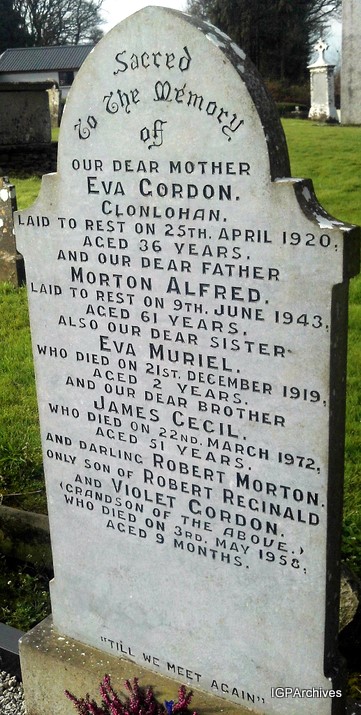 Sacred
To The Memory
of
OUR DEAR MOTHER
EVA GORDON.
CLONLOHAN.
LAID TO REST ON 25TH. APRIL 1920,
AGED 36 YEARS.
AND OUR DEAR FATHER
MORTON ALFRED.
LAID TO REST ON 9TH. JUNE 1943,
AGED 61 YEARS.
ALSO OUR DEAR SISTER
EVA MURIEL.
WHO DIED ON 21ST. DECEMBER 1919,
AGED 2 YEARS.
AND OUR DEAR BROTHER
JAMES CECIL.
WHO DIED ON 22ND. MARCH 1972,
AGED 51 YEARS.
AND DARLING ROBERT MORTON.
ONLY SON OF ROBERT REGINALD
AND VIOLET GORDON.
(GRANDSON OF THE ABOVE.)
WHO DIED ON 3RD. MAY 1958,
AGED 9 MONTHS.
"TILL WE MEET AGAIN"
IGPArchives